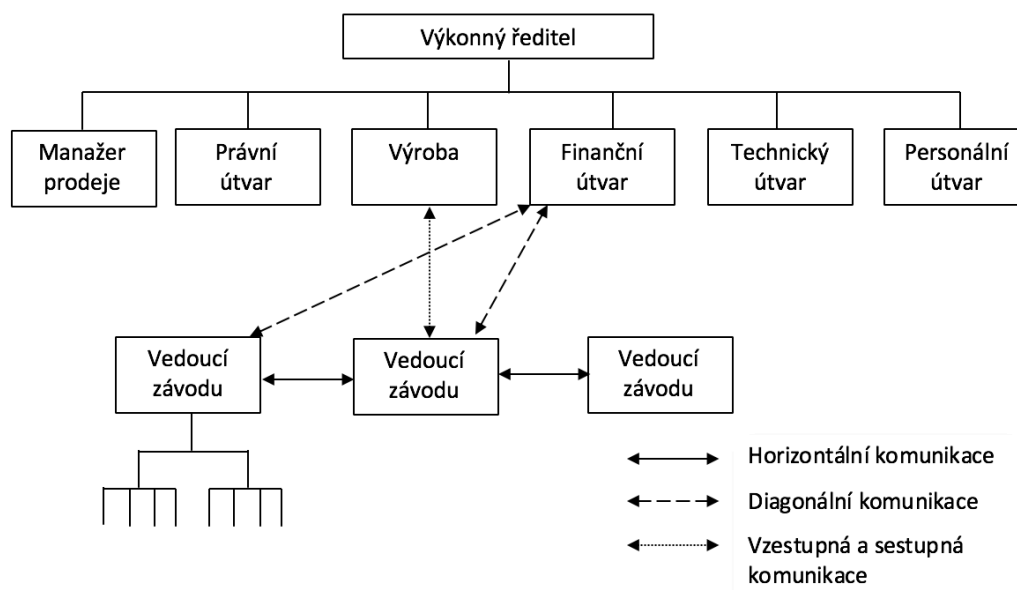 Výkonný ředitel
Manažer
prodeje
Právní
útvar
Výroba
Finanční
útvar
Technický
útvar
Personální
útvar
Vedoucí
závodu
Vedoucí
závodu
Vedoucí
závodu
Horizontální komunikace
Diagonální komunikace
Vzestupná a sestupná
komunikace